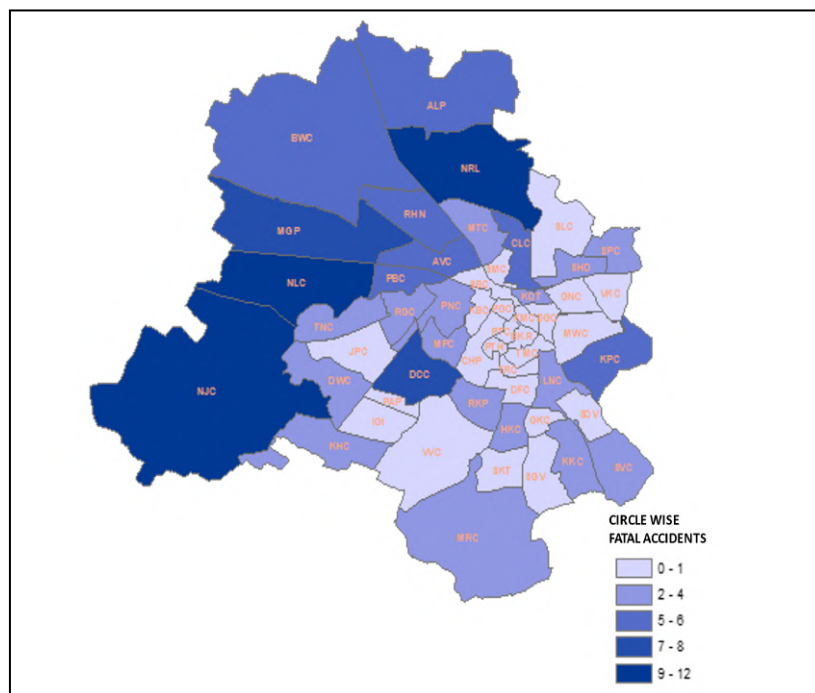 ALP
BWC
NRL
RHN
MTC
SLC
MGP
CLC
SPC
AVC
SHD
NLC
PBC
KDT
GNC
VKC
PNC
RGC
TNC
MWC
MPC
JPC
CHP
KPC
NJC
DCC
DWC
LNC
DFC
RKP
IGI
HKC
KHC
VVC
SKT
SGV
KKC
SVC
MRC
CIRCLE WISE
FATAL ACCIDENTS
0 - 1
2 - 4
5 - 6
7 - 8
9 - 12